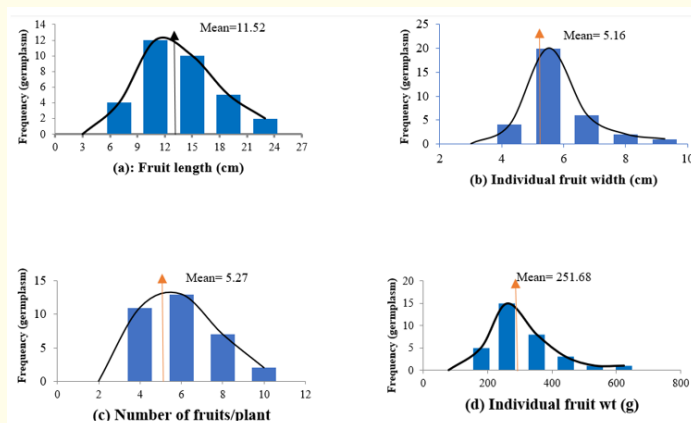 Frequency (germplasm)
14
12
10
8
6
4
2
0
Mean=11.52
0 3 6 9 12 15 18 21 24 27
(a): Fruit length (cm)
Frequency (germplasm)
25
20
15
10
5
0
Mean= 5.16
2 4 6 8 10
(b) Individual fruit width (cm)
Frequency (germplasm)
15
10
5
0
Mean= 5.27
0 2 4 6 8 10 12
(c) Number of fruits/plant
Frequency (germplasm)
20
15
10
5
0
Mean= 251.68
0 200 400 600 800
(d) Individual fruit wt (g)